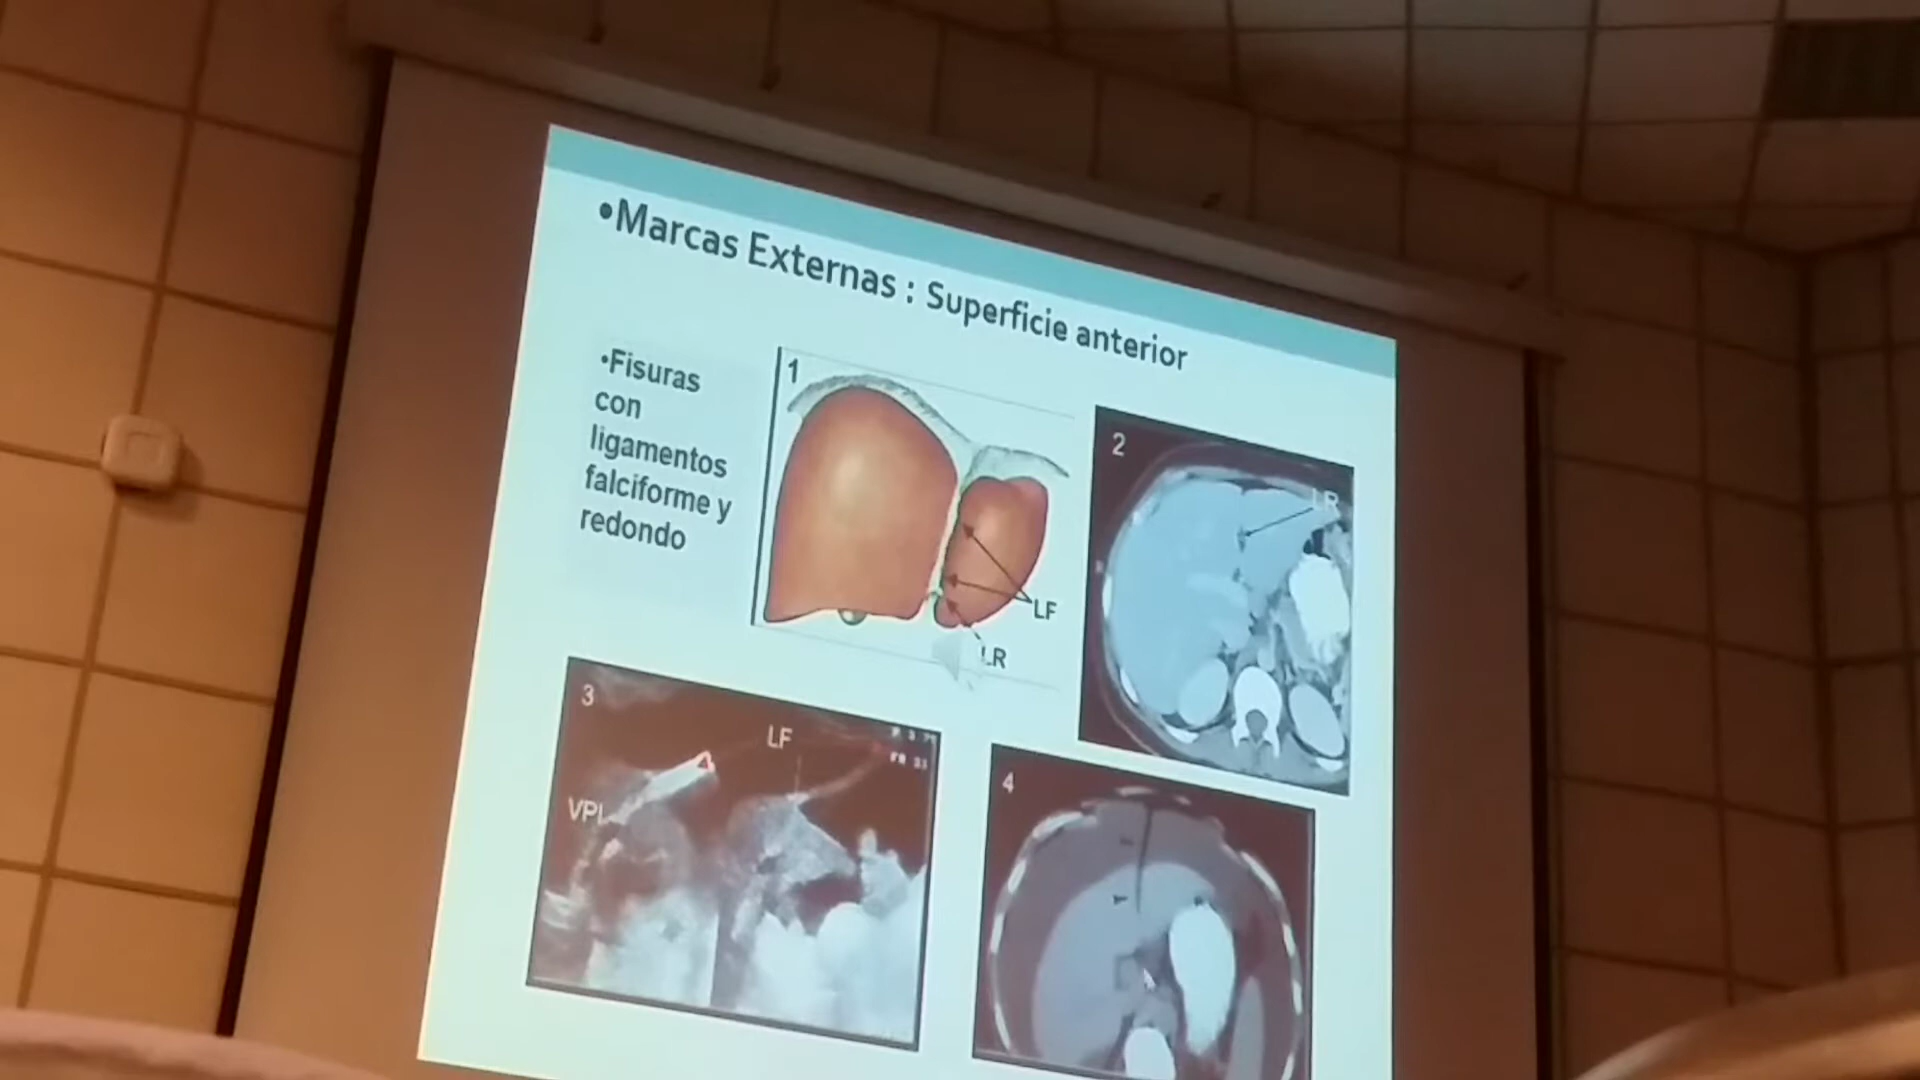 •Marcas Externas : Superficie anterior
•Fisuras
con
ligamentos
falciforme y
redondo
1
LF
LR
2
LR
3
LF
VPI
4